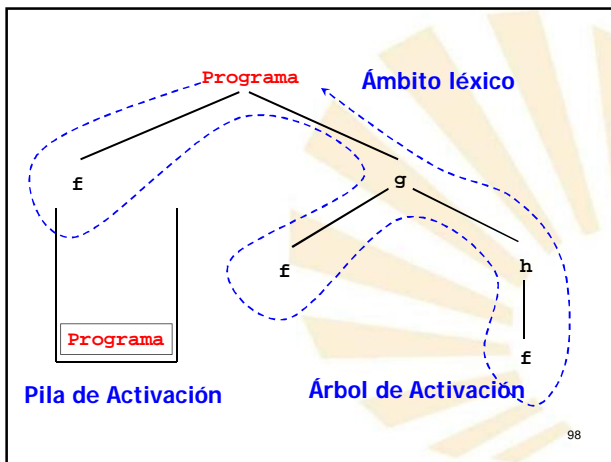 Programa
Ámbito léxico
f
g
f
h
Programa
f
Pila de Activación
Árbol de Activación
98